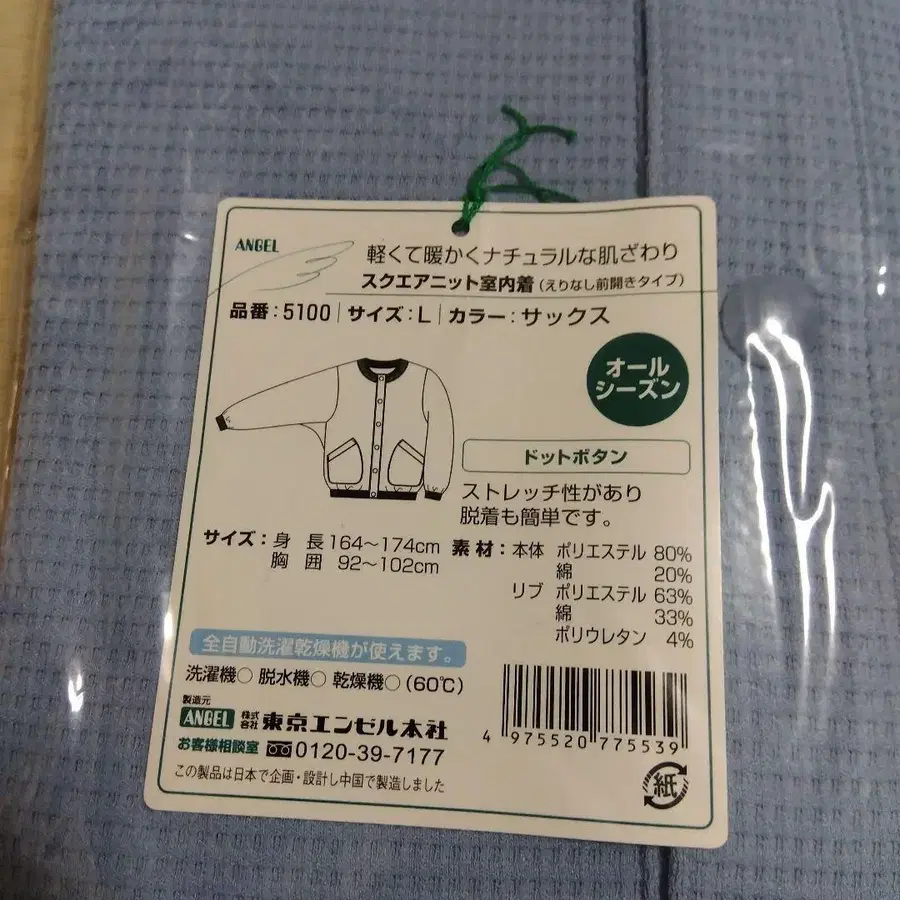 ANGEL
軽くて暖かくナチュラルな肌ざわり
スクエアニット室内着(えりなし前開きタイプ)
品番:5100 | サイズ:L | カラー:サックス
オール
シーズン
ドットボタン
ストレッチ性があり
脱着も簡単です。
サイズ:身 長 164〜174cm
胸 囲 92〜102cm
素材:本体 ポリエステル 80%
綿 20%
リブ ポリエステル 63%
綿 33%
ポリウレタン 4%
全自動洗濯乾燥機が使えます。
洗濯機○ 脱水機○ 乾燥機○(60℃)
製造元
ANGEL 株式会社 東京エンゼル本社
お客様相談室 0120-39-7177
この製品は日本で企画・設計し中国で製造しました
4 975520 775539
紙